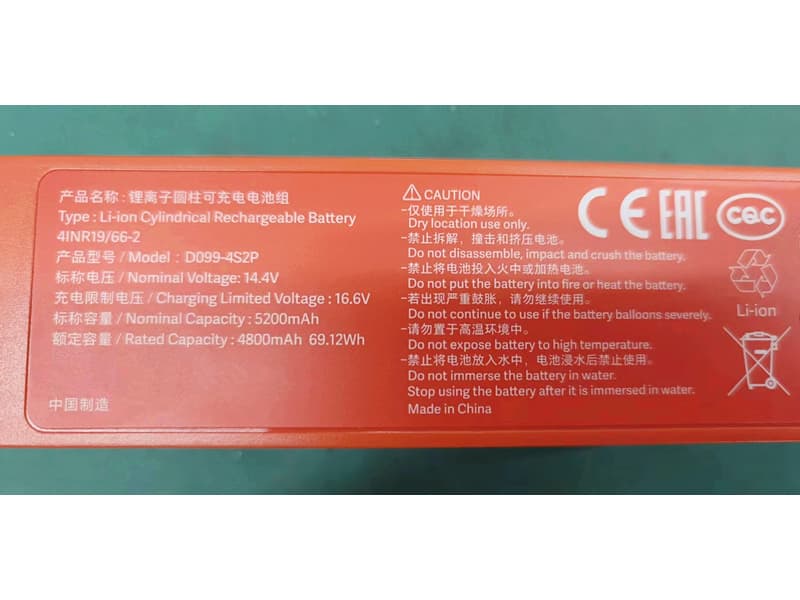 产品名称:锂离子圆柱可充电电池组
Type : Li-ion Cylindrical Rechargeable Battery
4INR19/66-2
产品型号 / Model : D099-4S2P
标称电压 / Nominal Voltage: 14.4V
充电限制电压 / Charging Limited Voltage : 16.6V
标称容量 / Nominal Capacity : 5200mAh
额定容量 / Rated Capacity : 4800mAh 69.12Wh
中国制造
CAUTION
-仅使用于干燥场所。
Dry location use only.
-禁止拆解，撞击和挤压电池。
Do not disassemble, impact and crush the battery.
-禁止将电池投入火中或加热电池。
Do not put the battery into fire or heat the battery.
-若出现严重鼓胀，请勿继续使用。
Do not continue to use if the battery balloons severely.
-请勿置于高温环境中。
Do not expose battery to high temperature.
-禁止将电池放入水中，电池浸水后禁止使用。
Do not immerse the battery in water.
Stop using the battery after it is immersed in water.
Made in China
CE EAC CQC
Li-ion